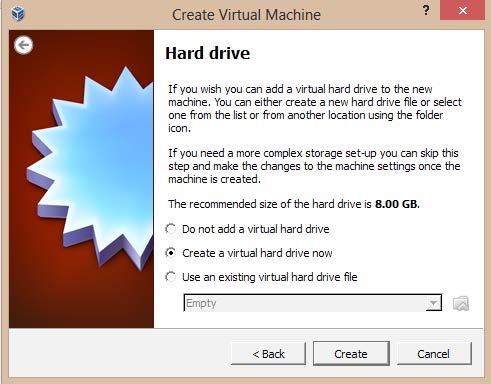 Create Virtual Machine
?
Hard drive
If you wish you can add a virtual hard drive to the new
machine. You can either create a new hard drive file or select
one from the list or from another location using the folder
icon.
If you need a more complex storage set-up you can skip this
step and make the changes to the machine settings once the
machine is created.
The recommended size of the hard drive is 8.00 GB.
Do not add a virtual hard drive
Create a virtual hard drive now
Use an existing virtual hard drive file
Empty
< Back
Create
Cancel